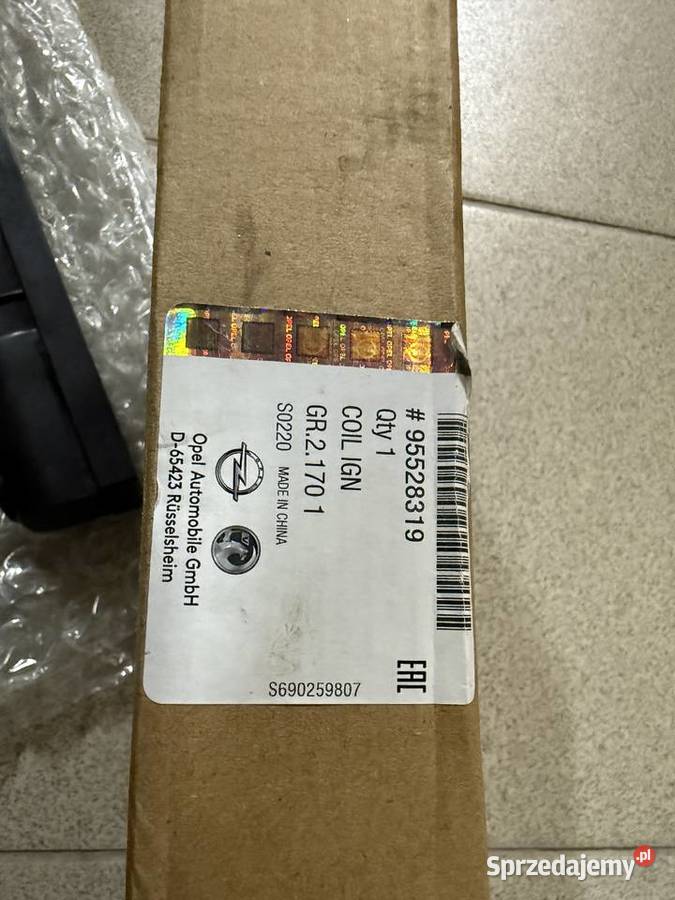 # 95528319
Qty 1
COIL IGN
GR.2.170 1
S0220 MADE IN CHINA
Opel Automobile GmbH
D-65423 Rüsselsheim
EAC
S690259807
Sprzedajemy.pl